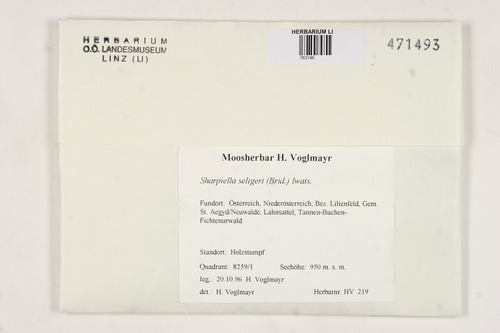 HERBARIUM
O.Ö. LANDESMUSEUM
LINZ (LI)
HERBARIUM LI
763196
471493
Moosherbar H. Voglmayr
Sharpiella seligeri (Brid.) Iwats.
Fundort: Österreich, Niederösterreich, Bez. Lilienfeld, Gem.
St. Aegyd/Neuwalde, Lahnsattel, Tannen-Buchen-
Fichtenurwald
Standort: Holzstumpf
Quadrant: 8259/1 Seehöhe: 950 m. s. m.
leg.: 20.10.96 H. Voglmayr
det.: H. Voglmayr Herbarnr. HV 219